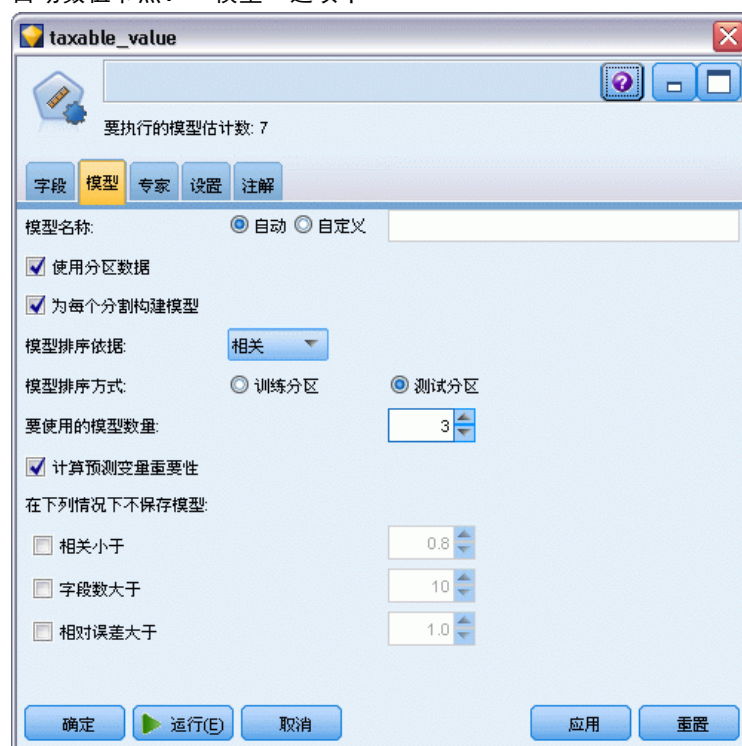 taxable_value
要执行的模型估计数: 7
字段 模型 专家 设置 注解
模型名称: 自动 自定义
使用分区数据
为每个分割构建模型
模型排序依据: 相关
模型排序方式: 训练分区 测试分区
要使用的模型数量: 3
计算预测变量重要性
在下列情况下不保存模型:
相关小于 0.8
字段数大于 10
相对误差大于 1.0
确定 运行(E) 取消 应用 重置